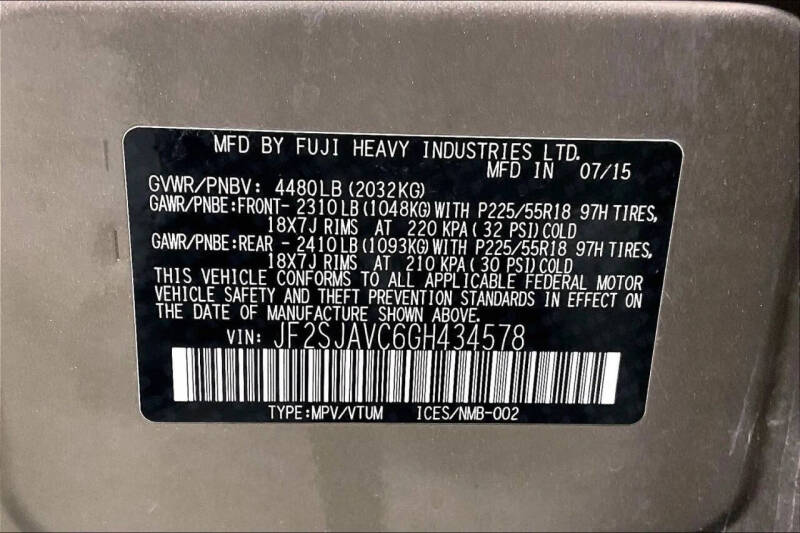 MFD BY FUJI HEAVY INDUSTRIES LTD.
MFD IN 07/15
GVWR/PNBV: 4480LB(2032KG)
GAWR/PNBE:FRONT- 2310LB(1048KG)WITH P225/55R18 97H TIRES,
18X7J RIMS AT 220 KPA(32 PSI)COLD
GAWR/PNBE:REAR - 2410LB(1093KG)WITH P225/55R18 97H TIRES,
18X7J RIMS AT 210 KPA(30 PSI)COLD
THIS VEHICLE CONFORMS TO ALL APPLICABLE FEDERAL MOTOR
VEHICLE SAFETY AND THEFT PREVENTION STANDARDS IN EFFECT ON
THE DATE OF MANUFACTURE SHOWN ABOVE.
VIN: JF2SJAVC6GH434578
TYPE:MPV/VTUM ICES/NMB-002